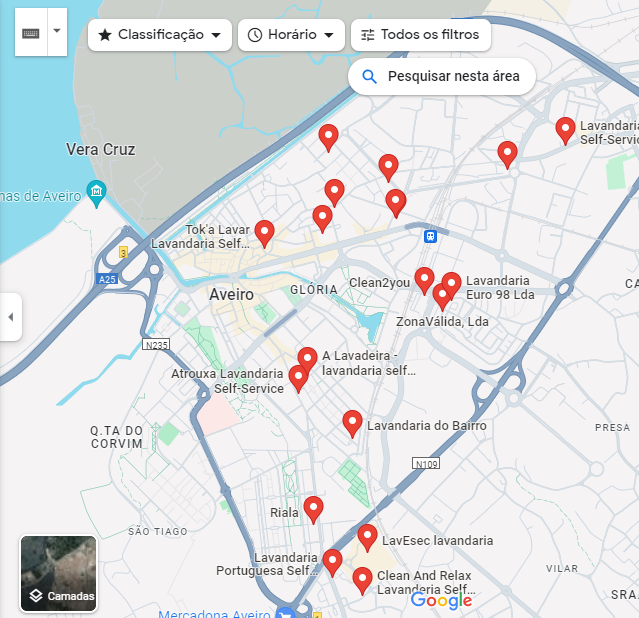 Classificação
Horário
Todos os filtros
Pesquisar nesta área
Vera Cruz
Lavandaria
Self-Service
nas de Aveiro
Tok'a Lavar
Lavandaria Self...
3
A25
Clean2you
Lavandaria
Euro 98 Lda
Aveiro
GLÓRIA
ZonaVálida, Lda
N235
A Lavadeira -
lavandaria self...
Atrouxa Lavandaria
Self-Service
Q.TA DO
CORVIM
Lavandaria do Bairro
PRESA
N109
Riala
SÃO TIAGO
LavEsec lavandaria
Lavandaria
Portuguesa Self...
Clean And Relax
Lavanderia Self...
VILAR
SRA.
Camadas
Google
Mercadona Aveiro